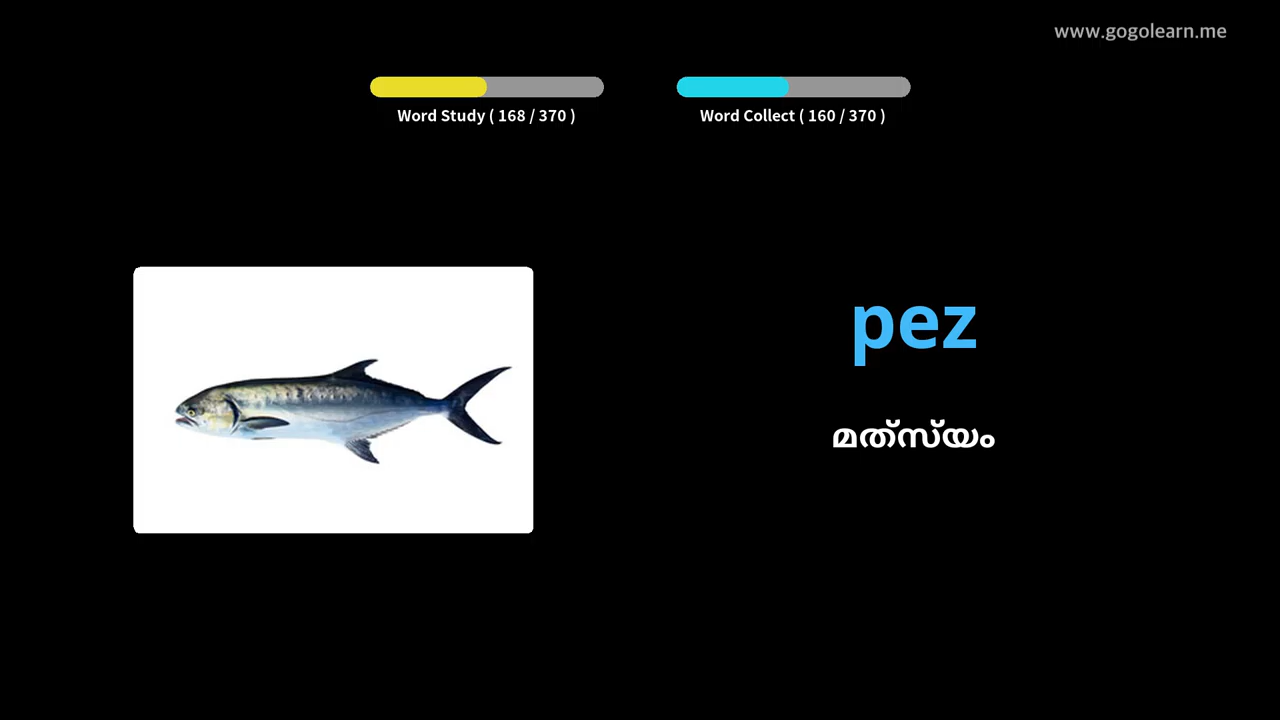 www.gogolearn.me
Word Study ( 168 / 370 )
Word Collect ( 160 / 370 )
pez
മത്സ്യം